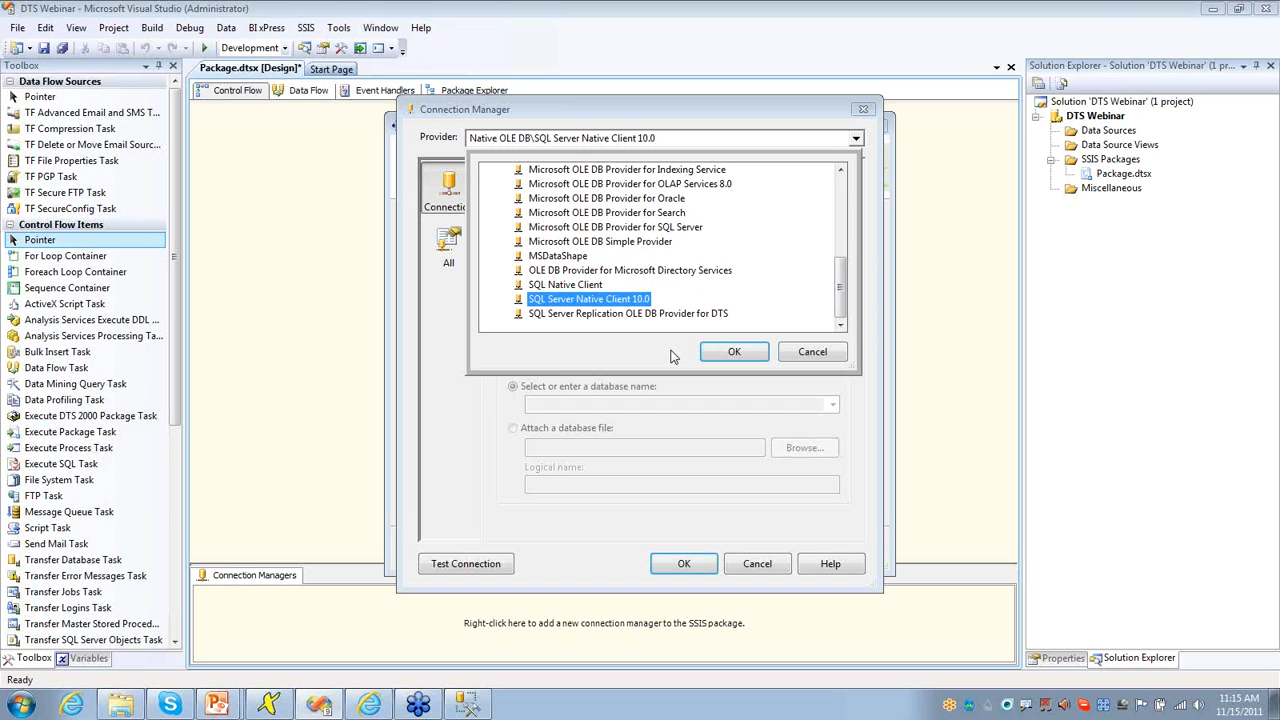 DTS Webinar - Microsoft Visual Studio (Administrator)
File Edit View Project Build Debug Data BI xPress SSIS Tools Window Help
Development
Toolbox
Data Flow Sources
Pointer
TF Advanced Email and SMS T...
TF Compression Task
TF Delete or Move Email Sourc...
TF File Properties Task
TF PGP Task
TF Secure FTP Task
TF SecureConfig Task
Control Flow Items
Pointer
For Loop Container
Foreach Loop Container
Sequence Container
ActiveX Script Task
Analysis Services Execute DDL ...
Analysis Services Processing Ta...
Bulk Insert Task
Data Flow Task
Data Mining Query Task
Data Profiling Task
Execute DTS 2000 Package Task
Execute Package Task
Execute Process Task
Execute SQL Task
File System Task
FTP Task
Message Queue Task
Script Task
Send Mail Task
Transfer Database Task
Transfer Error Messages Task
Transfer Jobs Task
Transfer Logins Task
Transfer Master Stored Proced...
Transfer SQL Server Objects Task
Toolbox Variables
Package.dtsx [Design]* Start Page
Control Flow Data Flow Event Handlers Package Explorer
Connection Manager
Provider: Native OLE DB\SQL Server Native Client 10.0
Connectio
All
Microsoft OLE DB Provider for Indexing Service
Microsoft OLE DB Provider for OLAP Services 8.0
Microsoft OLE DB Provider for Oracle
Microsoft OLE DB Provider for Search
Microsoft OLE DB Provider for SQL Server
Microsoft OLE DB Simple Provider
MSDataShape
OLE DB Provider for Microsoft Directory Services
SQL Native Client
SQL Server Native Client 10.0
SQL Server Replication OLE DB Provider for DTS
OK Cancel
Select or enter a database name:
Attach a database file:
Browse...
Logical name:
Test Connection OK Cancel Help
Connection Managers
Right-click here to add a new connection manager to the SSIS package.
Solution Explorer - Solution 'DTS Webinar' (1 pr...
Solution 'DTS Webinar' (1 project)
DTS Webinar
Data Sources
Data Source Views
SSIS Packages
Package.dtsx
Miscellaneous
Properties Solution Explorer
Ready
11:15 AM
11/15/2011